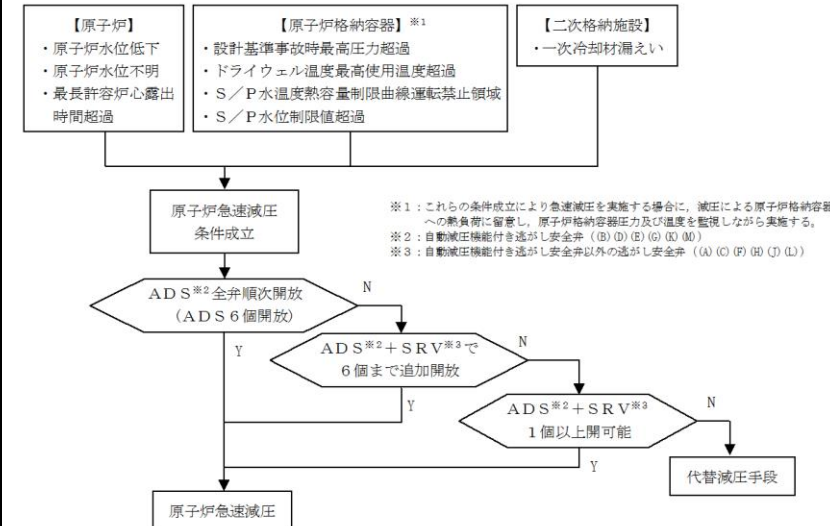 【原子炉】
・原子炉水位低下
・原子炉水位不明
・最長許容炉心露出
時間超過
【原子炉格納容器】※1
・設計基準事故時最高圧力超過
・ドライウェル温度最高使用温度超過
・S/P水温度熱容量制限曲線運転禁止領域
・S/P水位制限値超過
【二次格納施設】
・一次冷却材漏えい
原子炉急速減圧
条件成立
※1:これらの条件成立により急速減圧を実施する場合に,減圧による原子炉格納容器
への熱負荷に留意し,原子炉格納容器圧力及び温度を監視しながら実施する。
※2:自動減圧機能付き逃がし安全弁((B)(D)(E)(G)(K)(M))
※3:自動減圧機能付き逃がし安全弁以外の逃がし安全弁((A)(C)(F)(H)(J)(L))
ADS※2全弁順次開放
(ADS6個開放)
N
Y
ADS※2+SRV※3で
6個まで追加開放
N
Y
ADS※2+SRV※3
1個以上開可能
N
Y
代替減圧手段
原子炉急速減圧